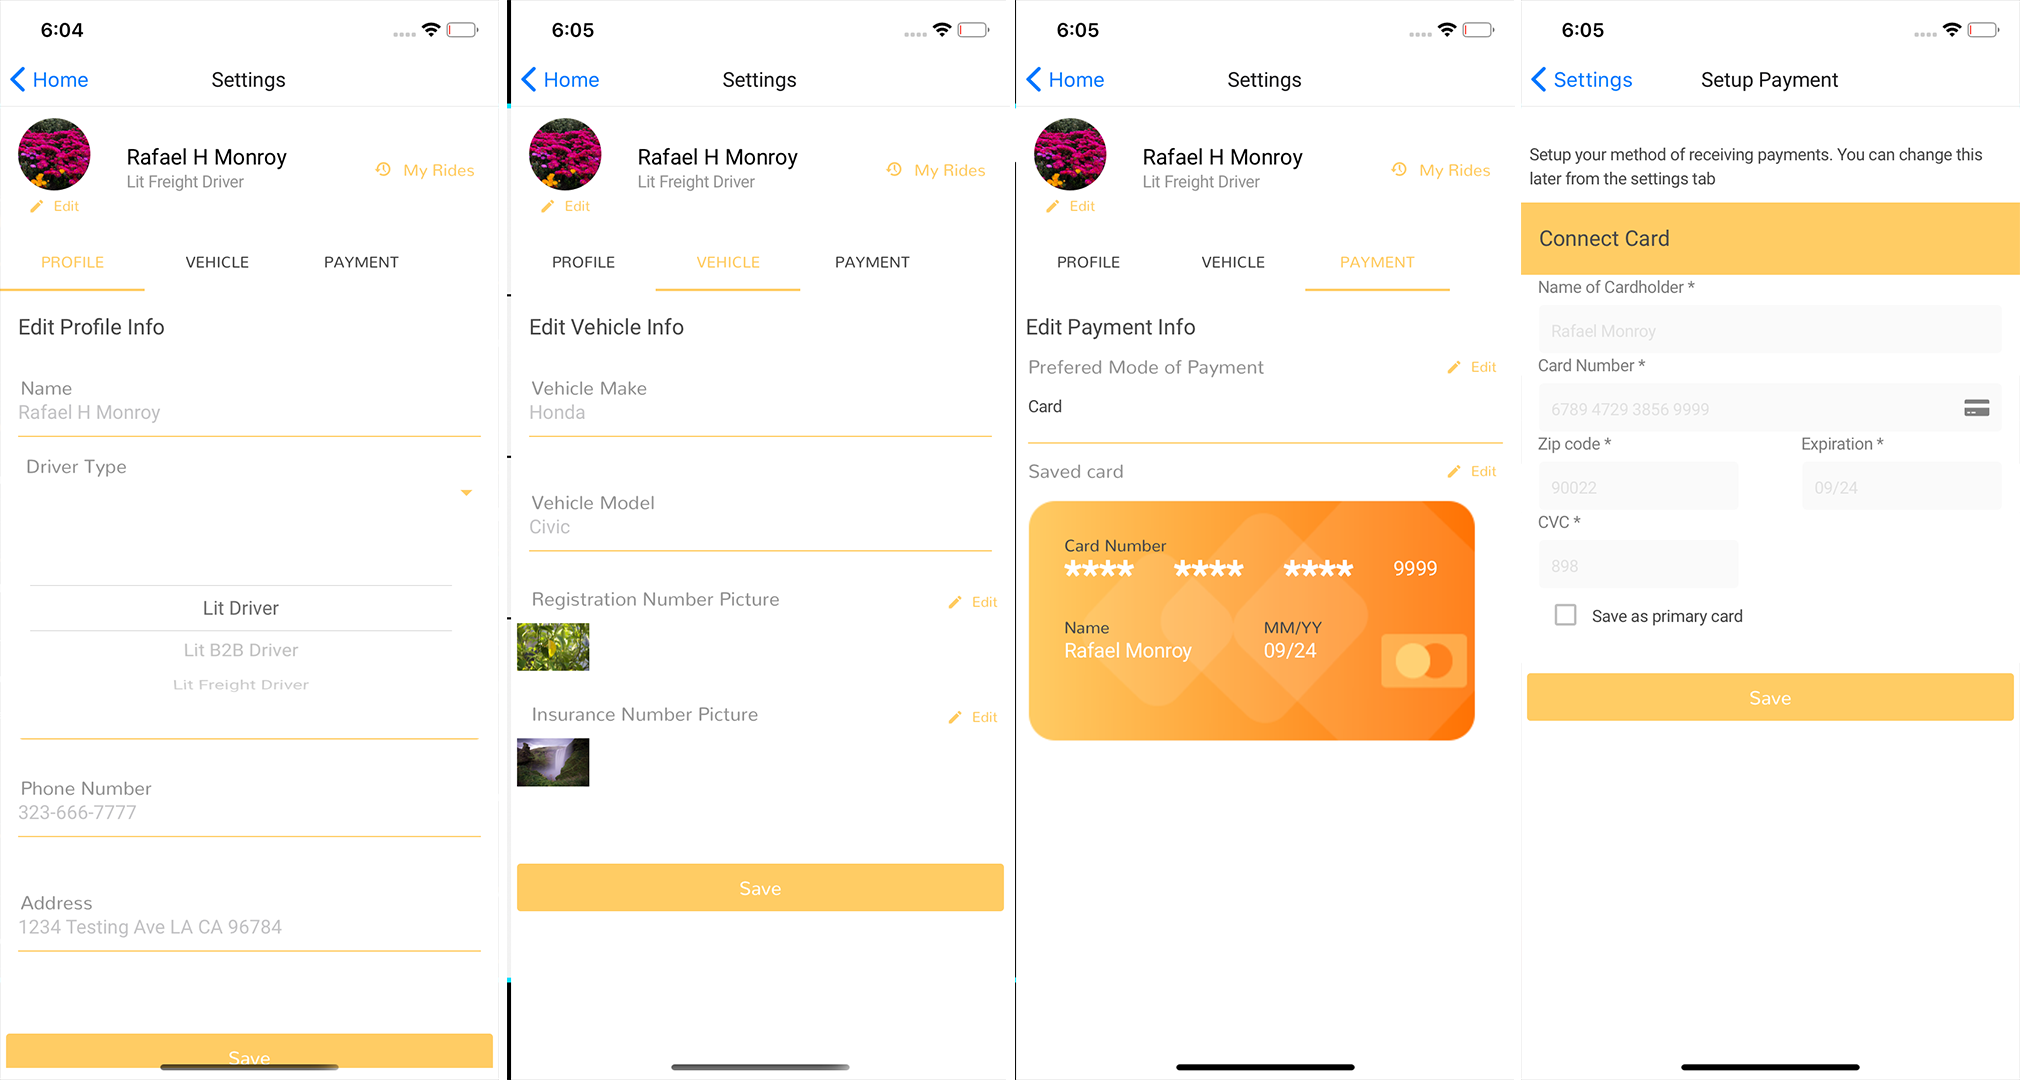 6:04
Home
Settings
Rafael H Monroy
Lit Freight Driver
My Rides
Edit
PROFILE VEHICLE PAYMENT
Edit Profile Info
Name
Rafael H Monroy
Driver Type
Lit Driver
Lit B2B Driver
Lit Freight Driver
Phone Number
323-666-7777
Address
1234 Testing Ave LA CA 96784
Save
6:05
Home
Settings
Rafael H Monroy
Lit Freight Driver
My Rides
Edit
PROFILE VEHICLE PAYMENT
Edit Vehicle Info
Vehicle Make
Honda
Vehicle Model
Civic
Registration Number Picture
Edit
Insurance Number Picture
Edit
Save
6:05
Home
Settings
Rafael H Monroy
Lit Freight Driver
My Rides
Edit
PROFILE VEHICLE PAYMENT
Edit Payment Info
Prefered Mode of Payment
Edit
Card
Saved card
Edit
Card Number
**** **** **** 9999
Name MM/YY
Rafael Monroy 09/24
6:05
Settings
Setup Payment
Setup your method of receiving payments. You can change this
later from the settings tab
Connect Card
Name of Cardholder *
Rafael Monroy
Card Number *
6789 4729 3856 9999
Zip code * Expiration *
90022 09/24
CVC *
898
Save as primary card
Save